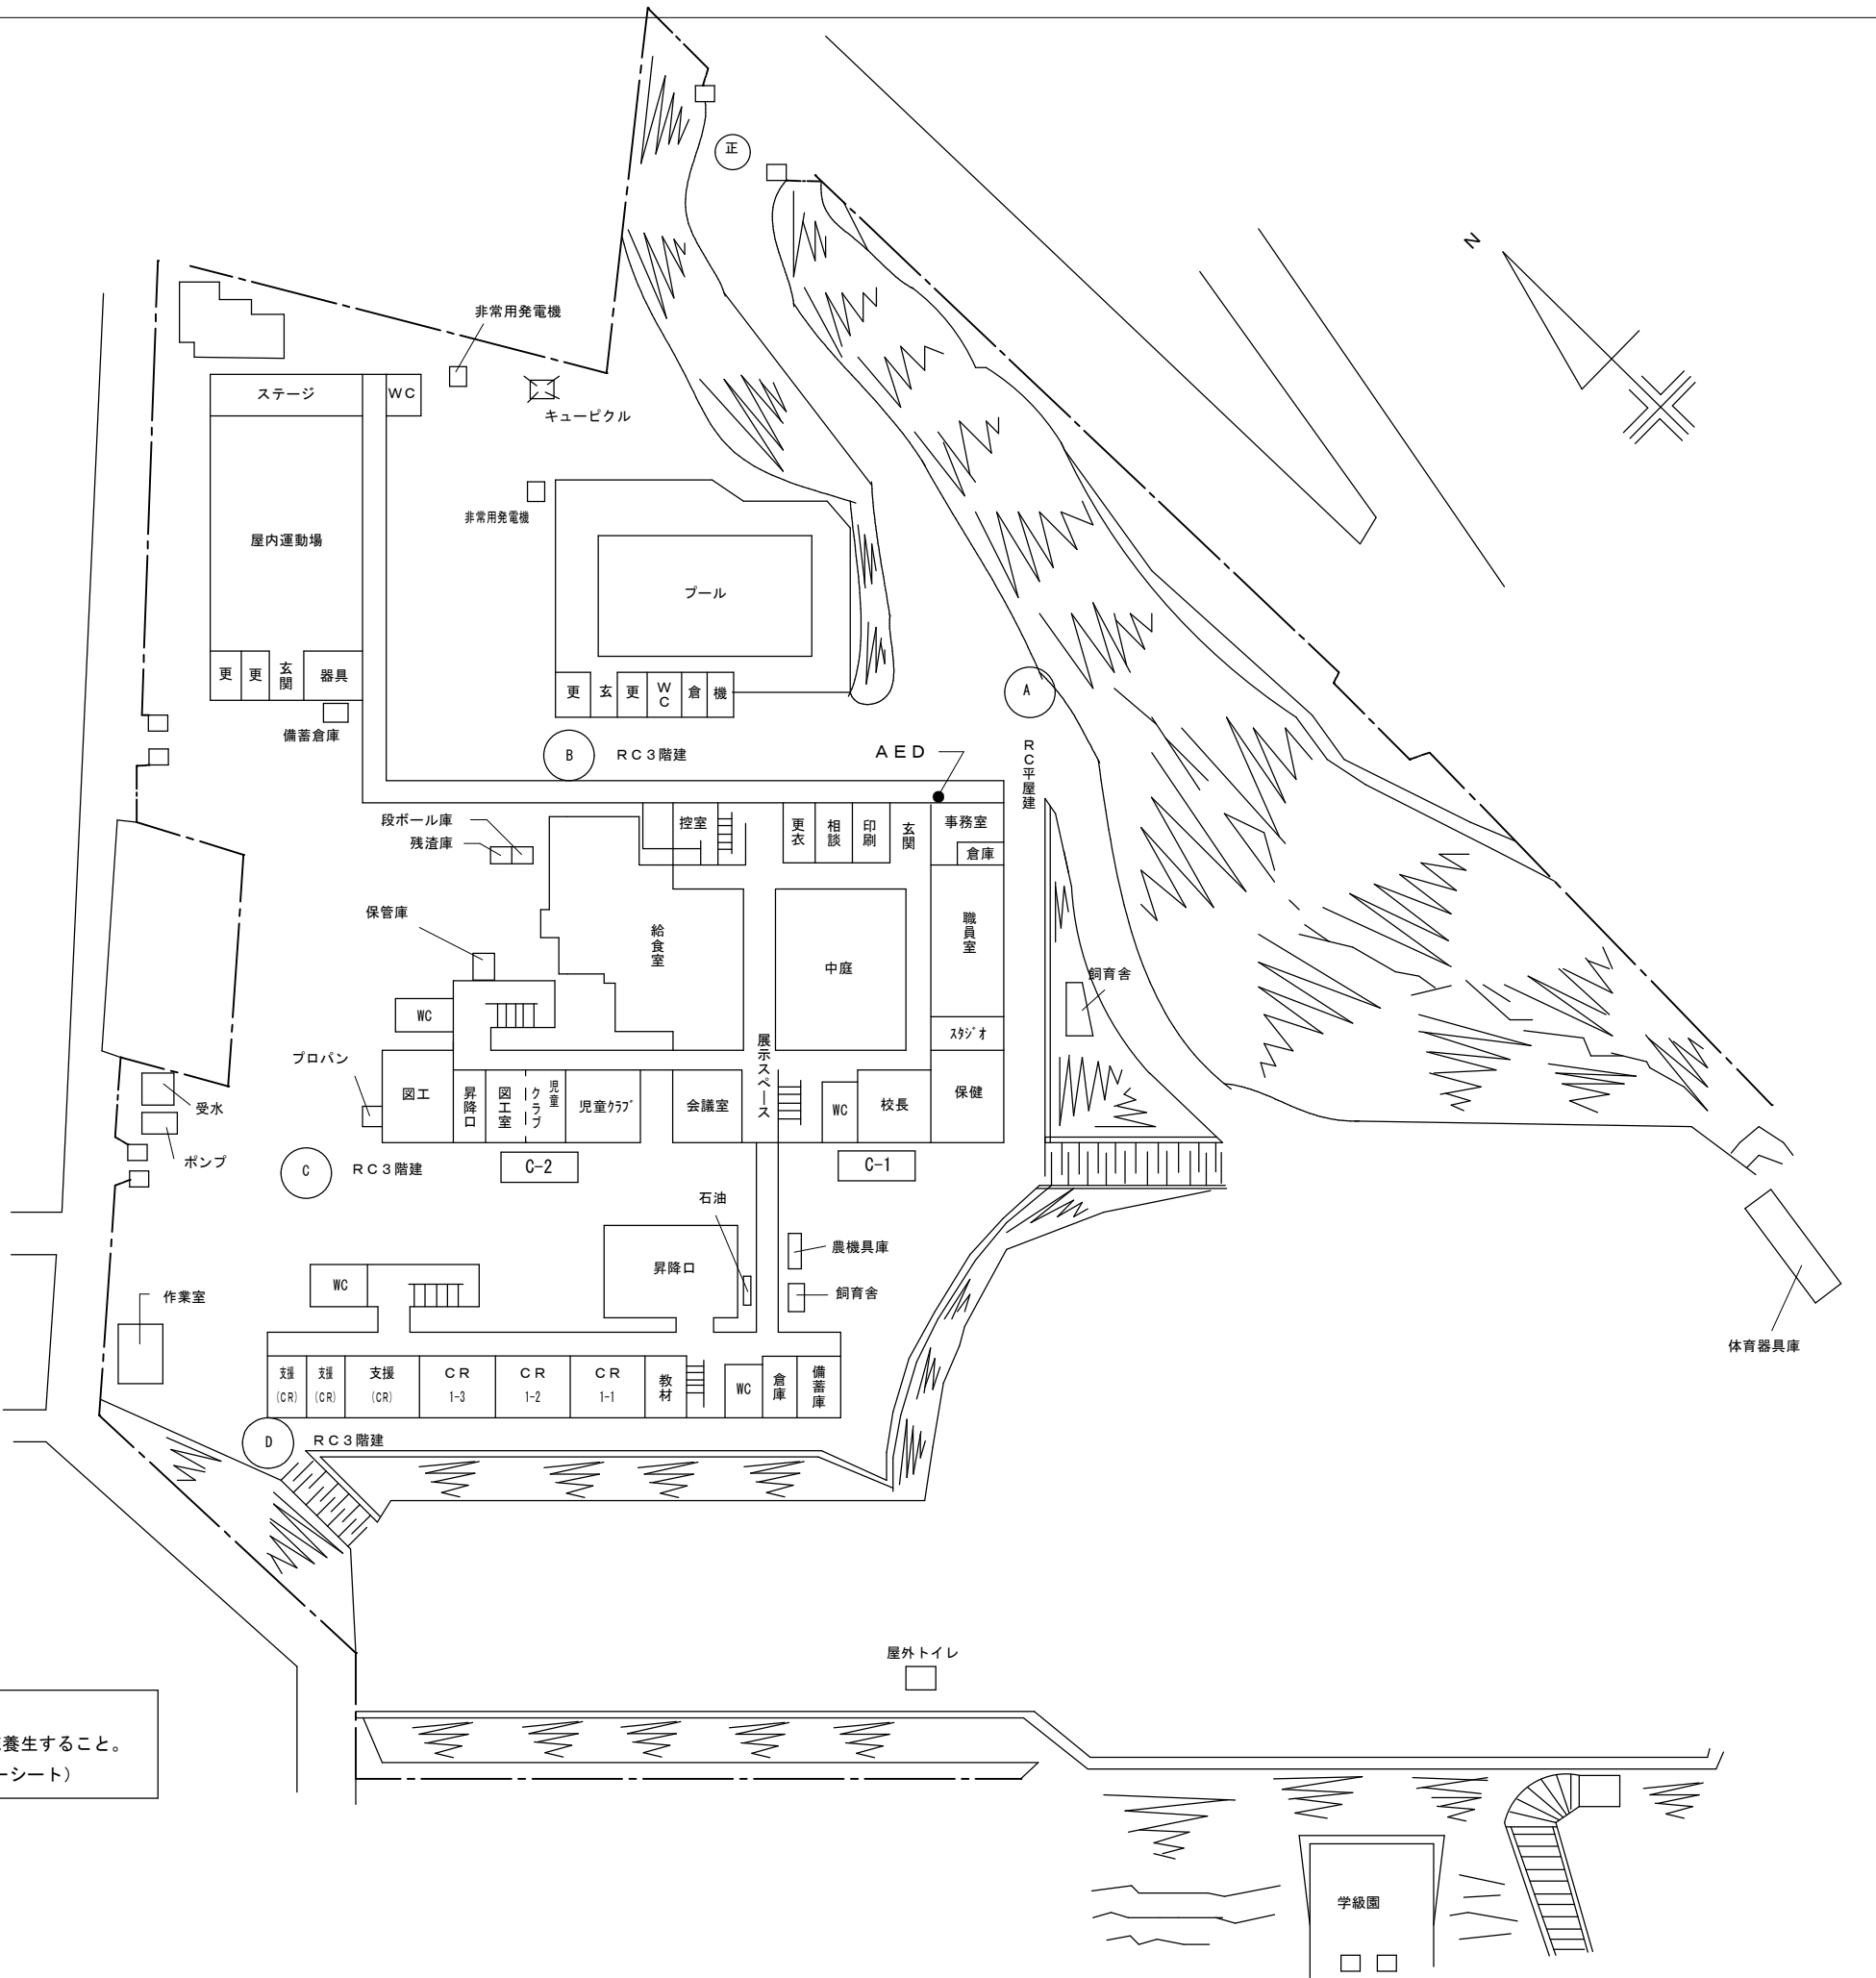 正
N
非常用発電機
キュービクル
ステージ
WC
非常用発電機
屋内運動場
プール
更
更
玄関
器具
更
玄
更
WC
倉
機
A
備蓄倉庫
B
RC3階建
AED
RC平屋建
段ボール庫
残渣庫
控室
更衣
相談
印刷
玄関
事務室
倉庫
保管庫
給食室
中庭
職員室
飼育舎
WC
スタジオ
展示スペース
プロパン
受水
ポンプ
図工
昇降口
図工室
児童
クラブ
児童クラブ
会議室
WC
校長
保健
C
RC3階建
C-2
C-1
石油
農機具庫
飼育舎
昇降口
WC
作業室
体育器具庫
支援
(CR)
支援
(CR)
支援
(CR)
CR
1-3
CR
1-2
CR
1-1
教材
WC
倉庫
備蓄庫
D
RC3階建
屋外トイレ
養生すること。
ーシート）
学級園